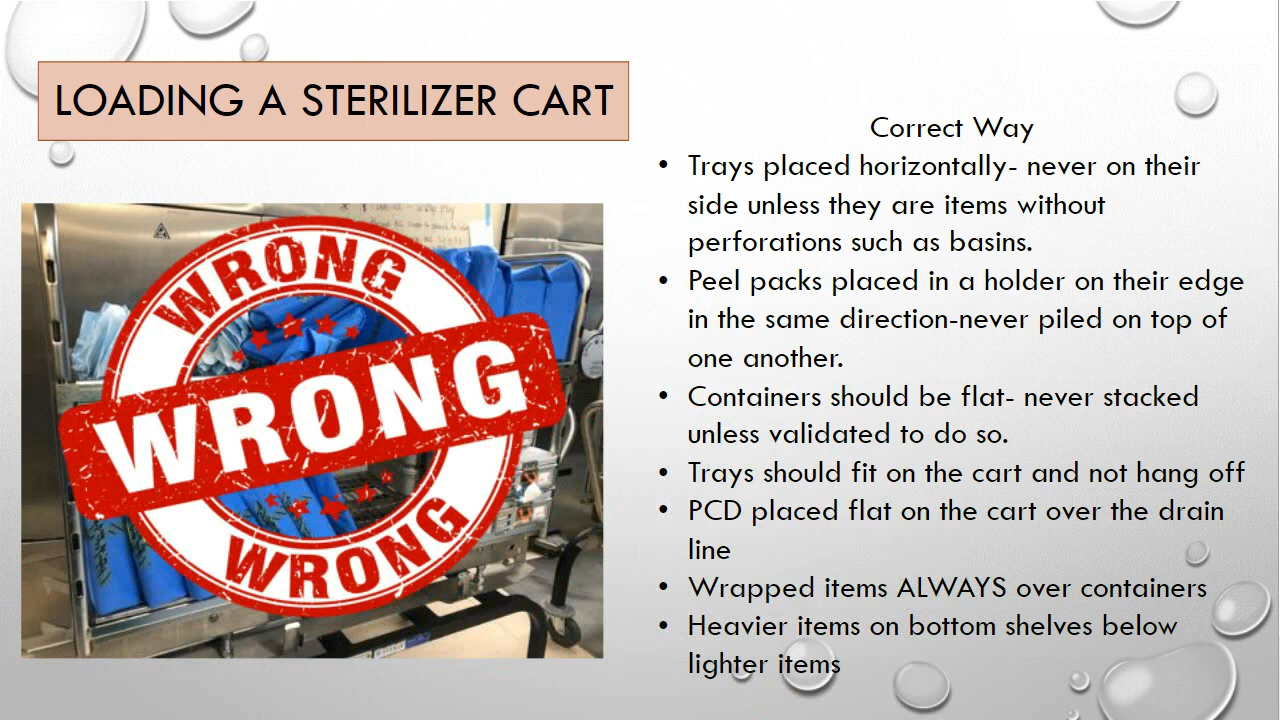 LOADING A STERILIZER CART
WRONG
WRONG
WRONG
Correct Way
• Trays placed horizontally- never on their
side unless they are items without
perforations such as basins.
• Peel packs placed in a holder on their edge
in the same direction-never piled on top of
one another.
• Containers should be flat- never stacked
unless validated to do so.
• Trays should fit on the cart and not hang off
• PCD placed flat on the cart over the drain
line
• Wrapped items ALWAYS over containers
• Heavier items on bottom shelves below
lighter items